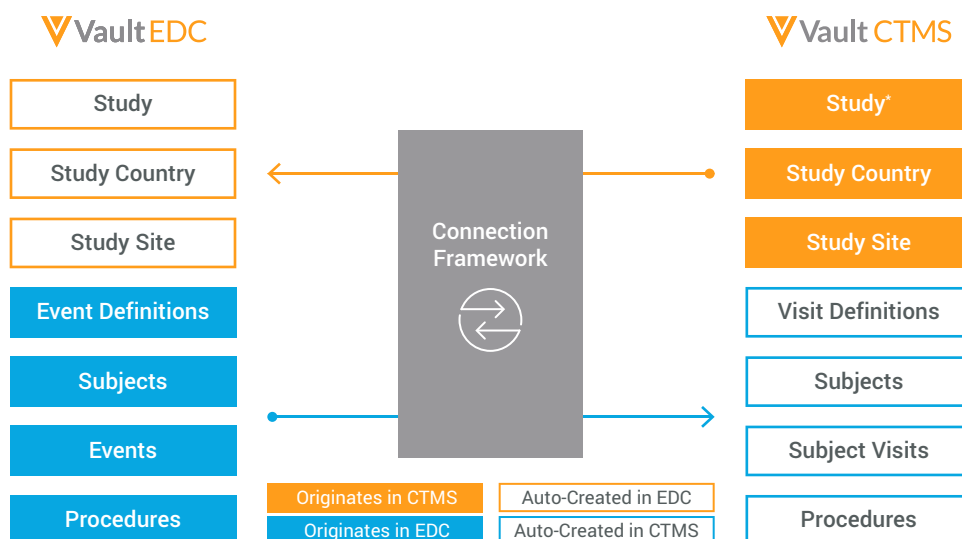 Vault EDC
Vault CTMS
Study
Study Country
Study Site
Event Definitions
Subjects
Events
Procedures
Connection
Framework
Study*
Study Country
Study Site
Visit Definitions
Subjects
Subject Visits
Procedures
Originates in CTMS
Auto-Created in EDC
Originates in EDC
Auto-Created in CTMS